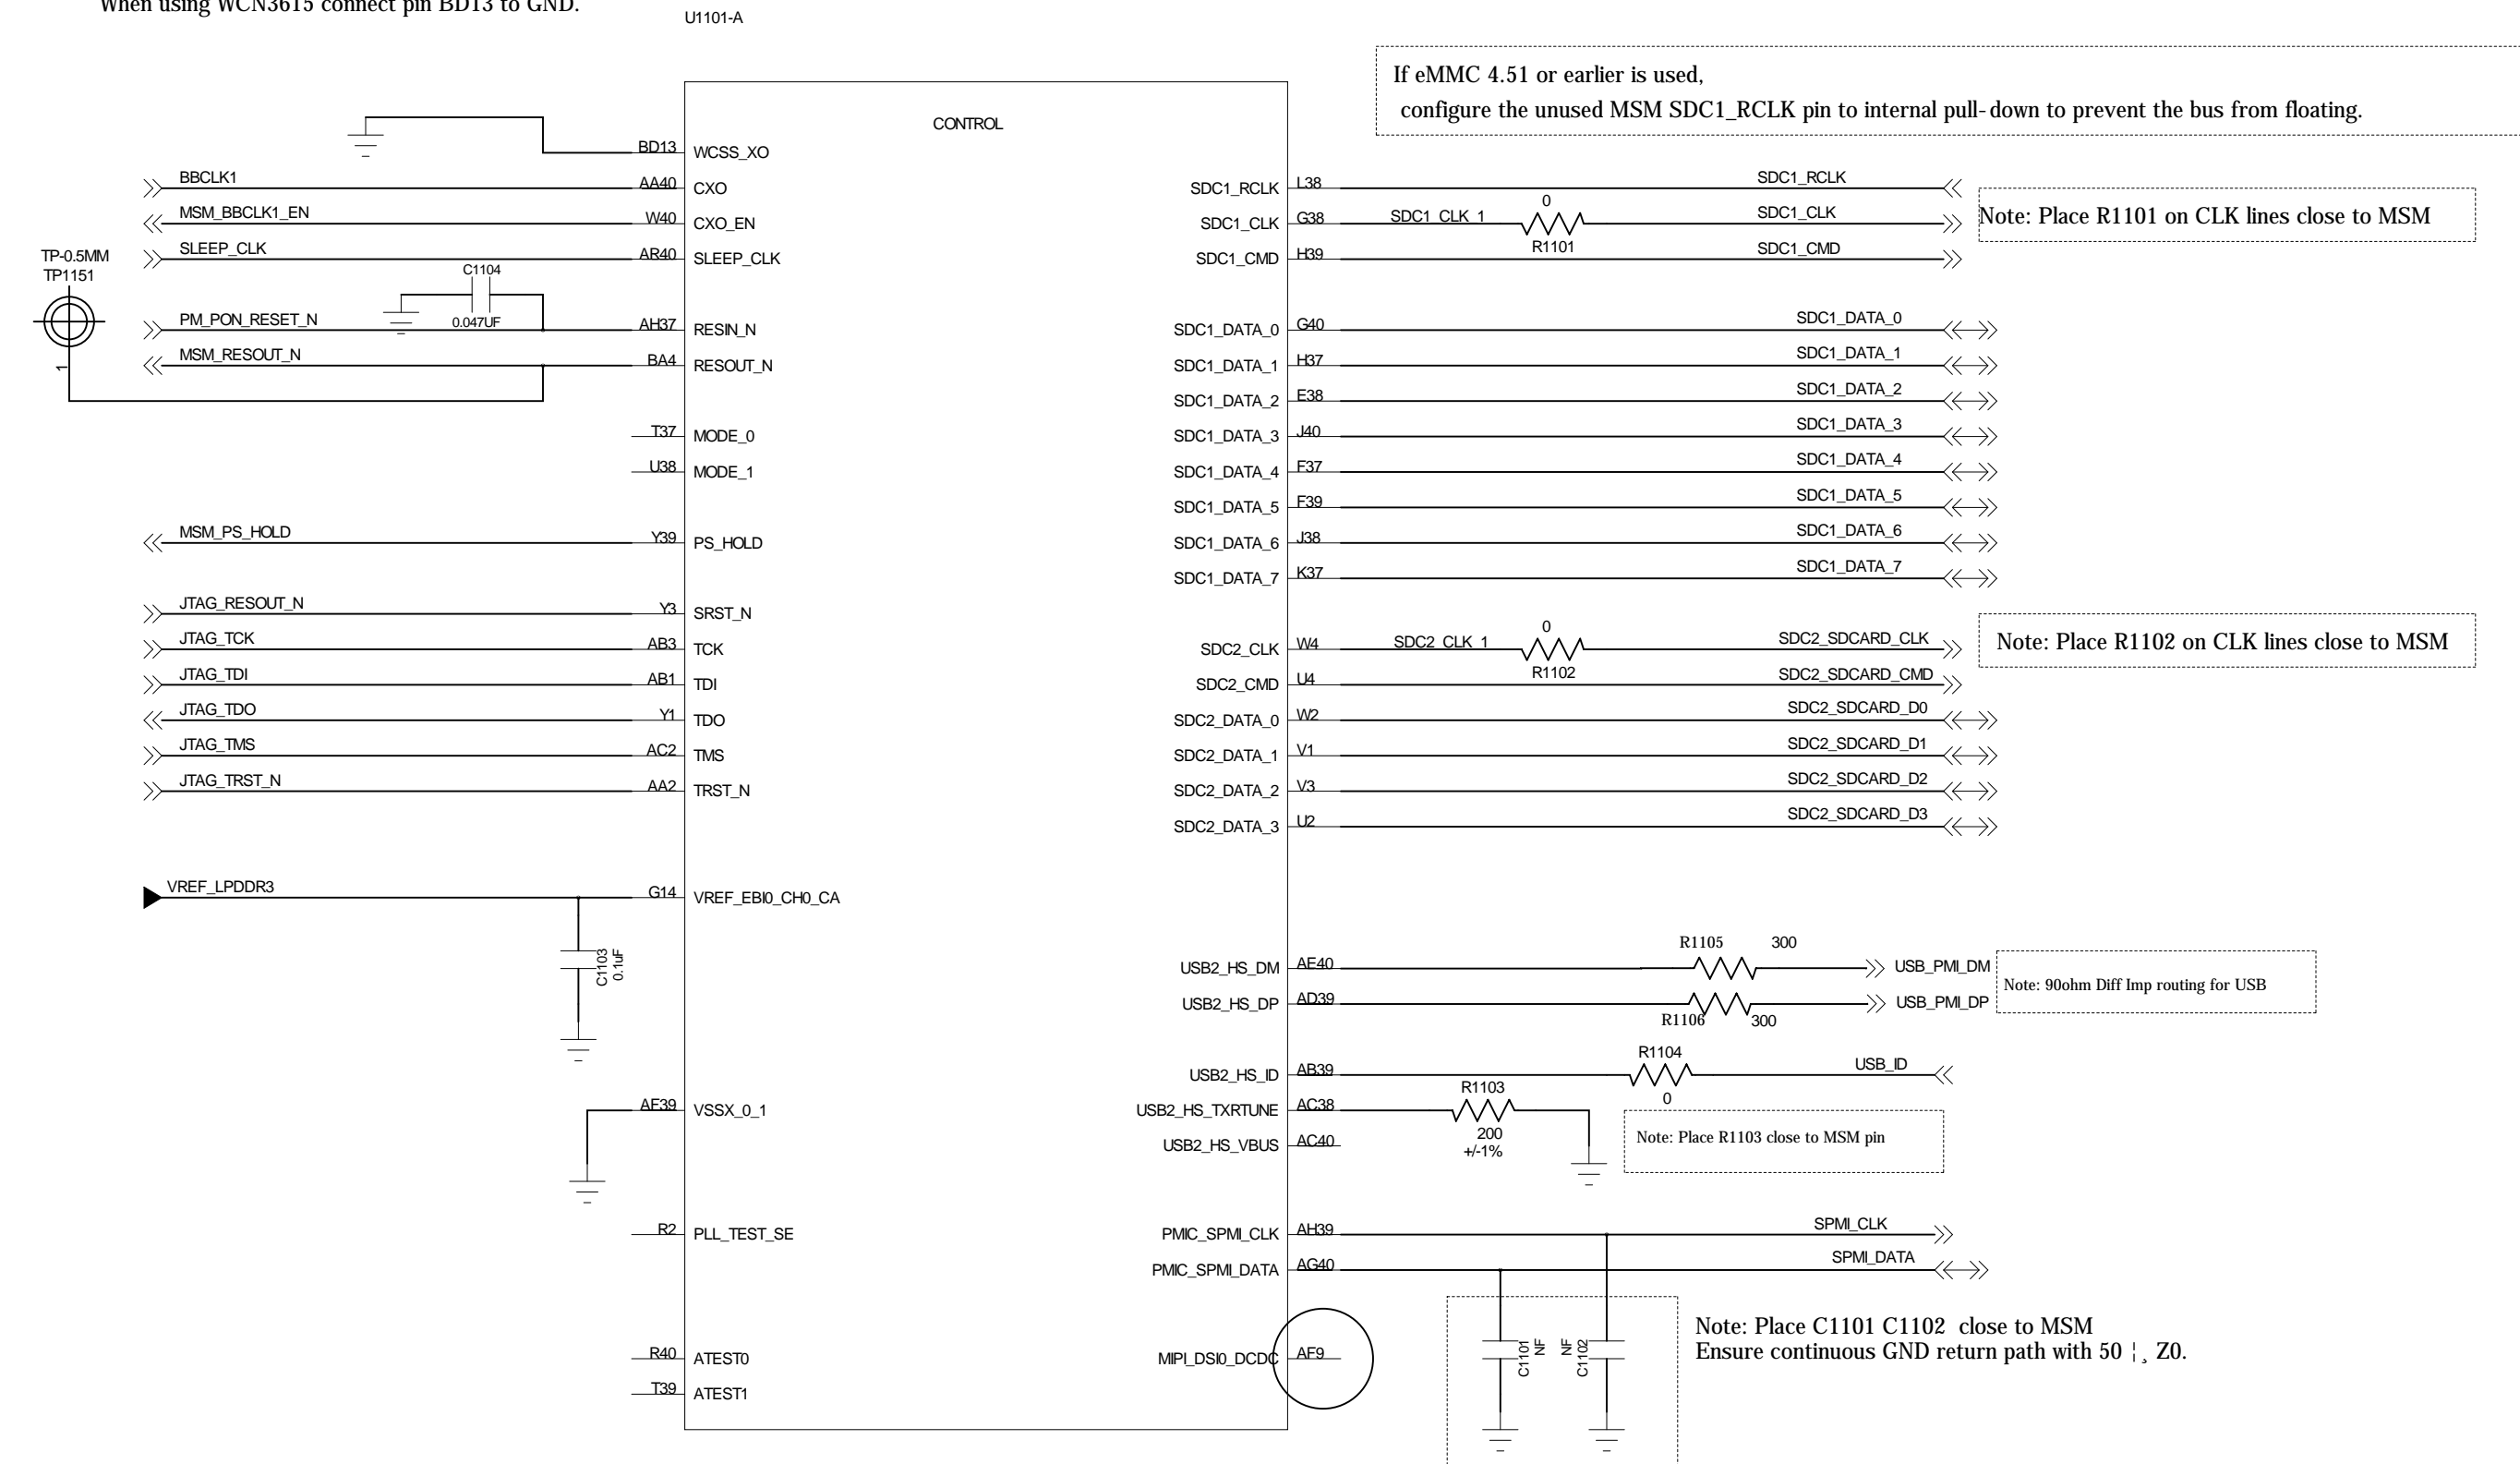 When using WCN3615 connect pin BD13 to GND.
U1101-A
If eMMC 4.51 or earlier is used,
configure the unused MSM SDC1_RCLK pin to internal pull-down to prevent the bus from floating.
CONTROL
BD13 WCSS_XO
BBCLK1 AA40 CXO
MSM_BBCLK1_EN W40 CXO_EN
SLEEP_CLK AR40 SLEEP_CLK
TP-0.5MM
TP1151
1
C1104
0.047UF
PM_PON_RESET_N AH37 RESIN_N
MSM_RESOUT_N BA4 RESOUT_N
T37 MODE_0
U38 MODE_1
MSM_PS_HOLD Y39 PS_HOLD
JTAG_RESOUT_N Y3 SRST_N
JTAG_TCK AB3 TCK
JTAG_TDI AB1 TDI
JTAG_TDO Y1 TDO
JTAG_TMS AC2 TMS
JTAG_TRST_N AA2 TRST_N
VREF_LPDDR3 G14 VREF_EBI0_CH0_CA
C1103
0.1uF
AF39 VSSX_0_1
R2 PLL_TEST_SE
R40 ATEST0
T39 ATEST1
SDC1_RCLK L38 SDC1_RCLK
SDC1_CLK G38 SDC1_CLK_1 0 R1101 SDC1_CLK
Note: Place R1101 on CLK lines close to MSM
SDC1_CMD H39 SDC1_CMD
SDC1_DATA_0 G40 SDC1_DATA_0
SDC1_DATA_1 H37 SDC1_DATA_1
SDC1_DATA_2 E38 SDC1_DATA_2
SDC1_DATA_3 J40 SDC1_DATA_3
SDC1_DATA_4 F37 SDC1_DATA_4
SDC1_DATA_5 F39 SDC1_DATA_5
SDC1_DATA_6 J38 SDC1_DATA_6
SDC1_DATA_7 K37 SDC1_DATA_7
SDC2_CLK W4 SDC2_CLK_1 0 R1102 SDC2_SDCARD_CLK
Note: Place R1102 on CLK lines close to MSM
SDC2_CMD U4 SDC2_SDCARD_CMD
SDC2_DATA_0 W2 SDC2_SDCARD_D0
SDC2_DATA_1 V1 SDC2_SDCARD_D1
SDC2_DATA_2 V3 SDC2_SDCARD_D2
SDC2_DATA_3 U2 SDC2_SDCARD_D3
USB2_HS_DM AE40 R1105 300 USB_PMI_DM
USB2_HS_DP AD39 R1106 300 USB_PMI_DP
Note: 90ohm Diff Imp routing for USB
USB2_HS_ID AB39 R1104 0 USB_ID
USB2_HS_TXRTUNE AC38 R1103
200
+/-1%
Note: Place R1103 close to MSM pin
USB2_HS_VBUS AC40
PMIC_SPMI_CLK AH39 SPMI_CLK
PMIC_SPMI_DATA AG40 SPMI_DATA
MIPI_DSI0_DCDC AF9
C1101
NF
NF
C1102
Note: Place C1101 C1102 close to MSM
Ensure continuous GND return path with 50 ¦¸ Z0.